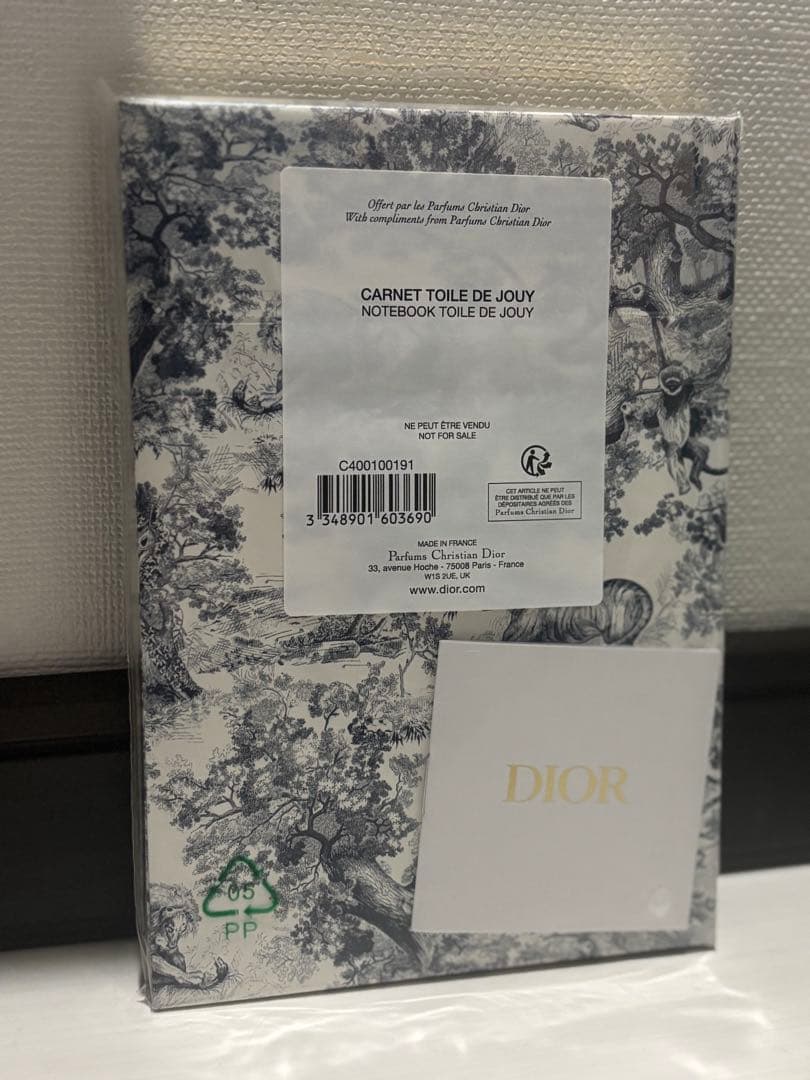 Offert par les Parfums Christian Dior
With compliments from Parfums Christian Dior
CARNET TOILE DE JOUY
NOTEBOOK TOILE DE JOUY
NE PEUT ÊTRE VENDU
NOT FOR SALE
C400100191
3 348901 603690
CET ARTICLE NE PEUT
ÊTRE DISTRIBUÉ QUE PAR LES
DÉPOSITAIRES AGRÉÉS DES
Parfums Christian Dior
MADE IN FRANCE
Parfums Christian Dior
33, avenue Hoche - 75008 Paris - France
W1S 2UE, UK
www.dior.com
DIOR
05
PP